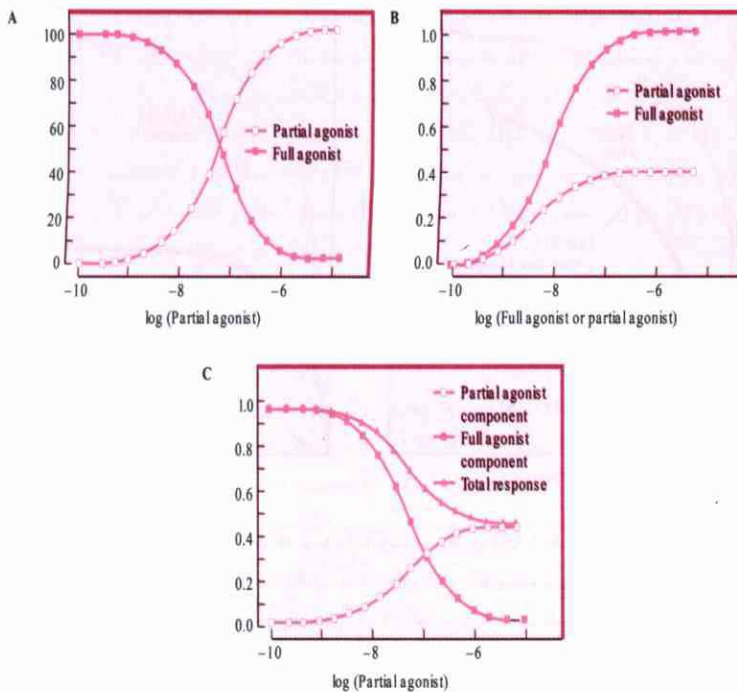 A
100
80
60
40
20
0
Partial agonist
Full agonist
−10
−8
−6
log (Partial agonist)
B
1.0
0.8
0.6
0.4
0.2
0.0
Partial agonist
Full agonist
−10
−8
−6
log (Full agonist or partial agonist)
C
1.0
0.8
0.6
0.4
0.2
0.0
Partial agonist
component
Full agonist
component
Total response
−10
−8
−6
log (Partial agonist)